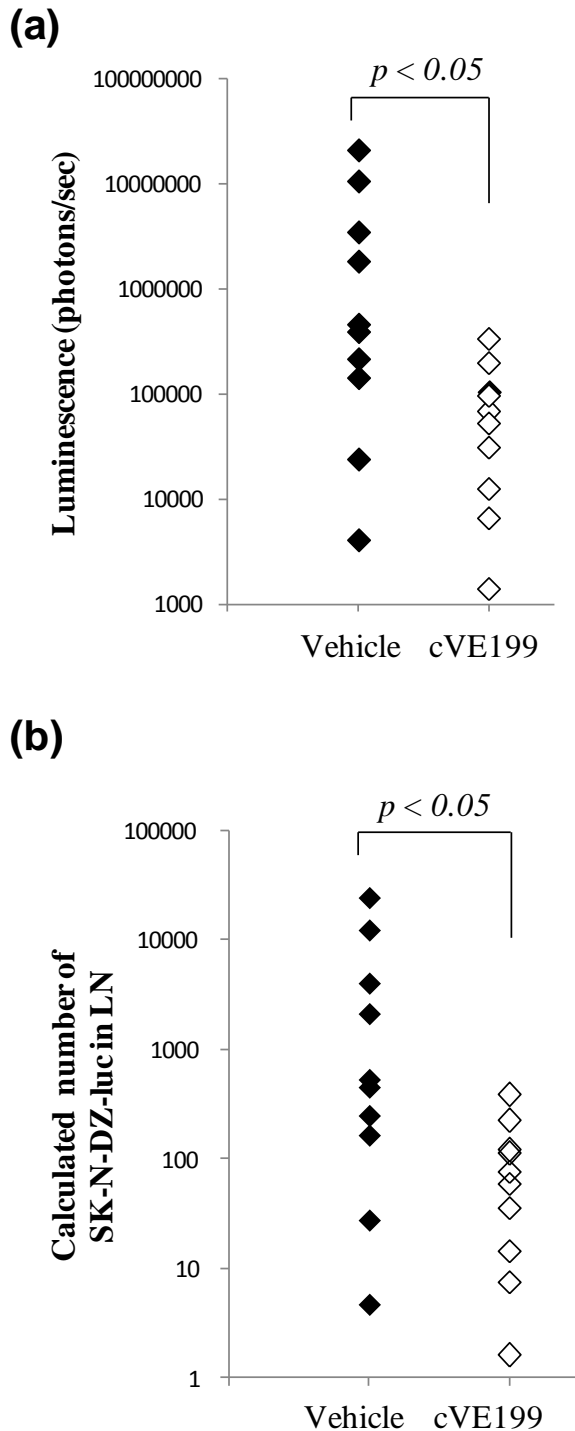 (a)
p < 0.05
Luminescence (photons/sec)
100000000
10000000
1000000
100000
10000
1000
Vehicle cVE199
(b)
p < 0.05
Calculated number of
SK-N-DZ-luc in LN
100000
10000
1000
100
10
1
Vehicle cVE199